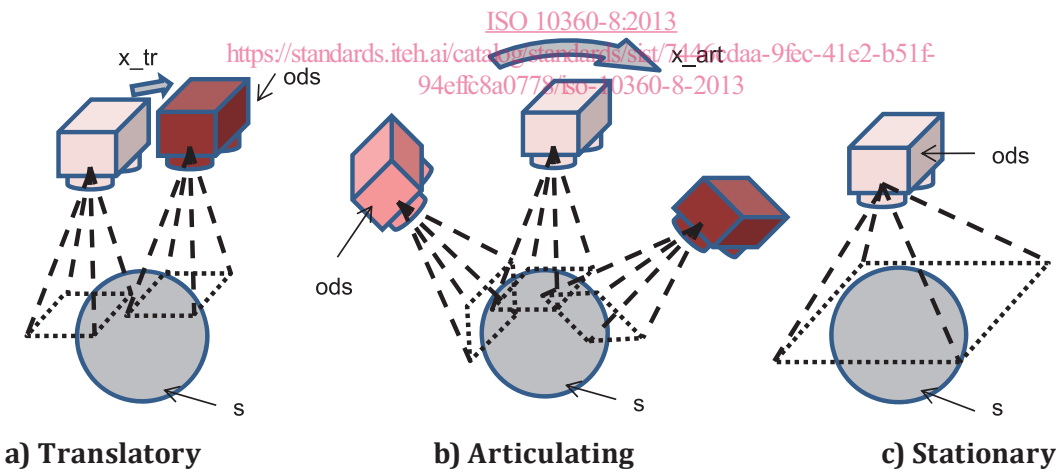 ISO 10360-8:2013
https://standards.iteh.ai/catalog/standards/sist/7446cdaa-9fec-41e2-b51f-
94effc8a0778/iso-10360-8-2013
x_tr
ods
x_art
ods
ods
s
s
s
a) Translatory
b) Articulating
c) Stationary